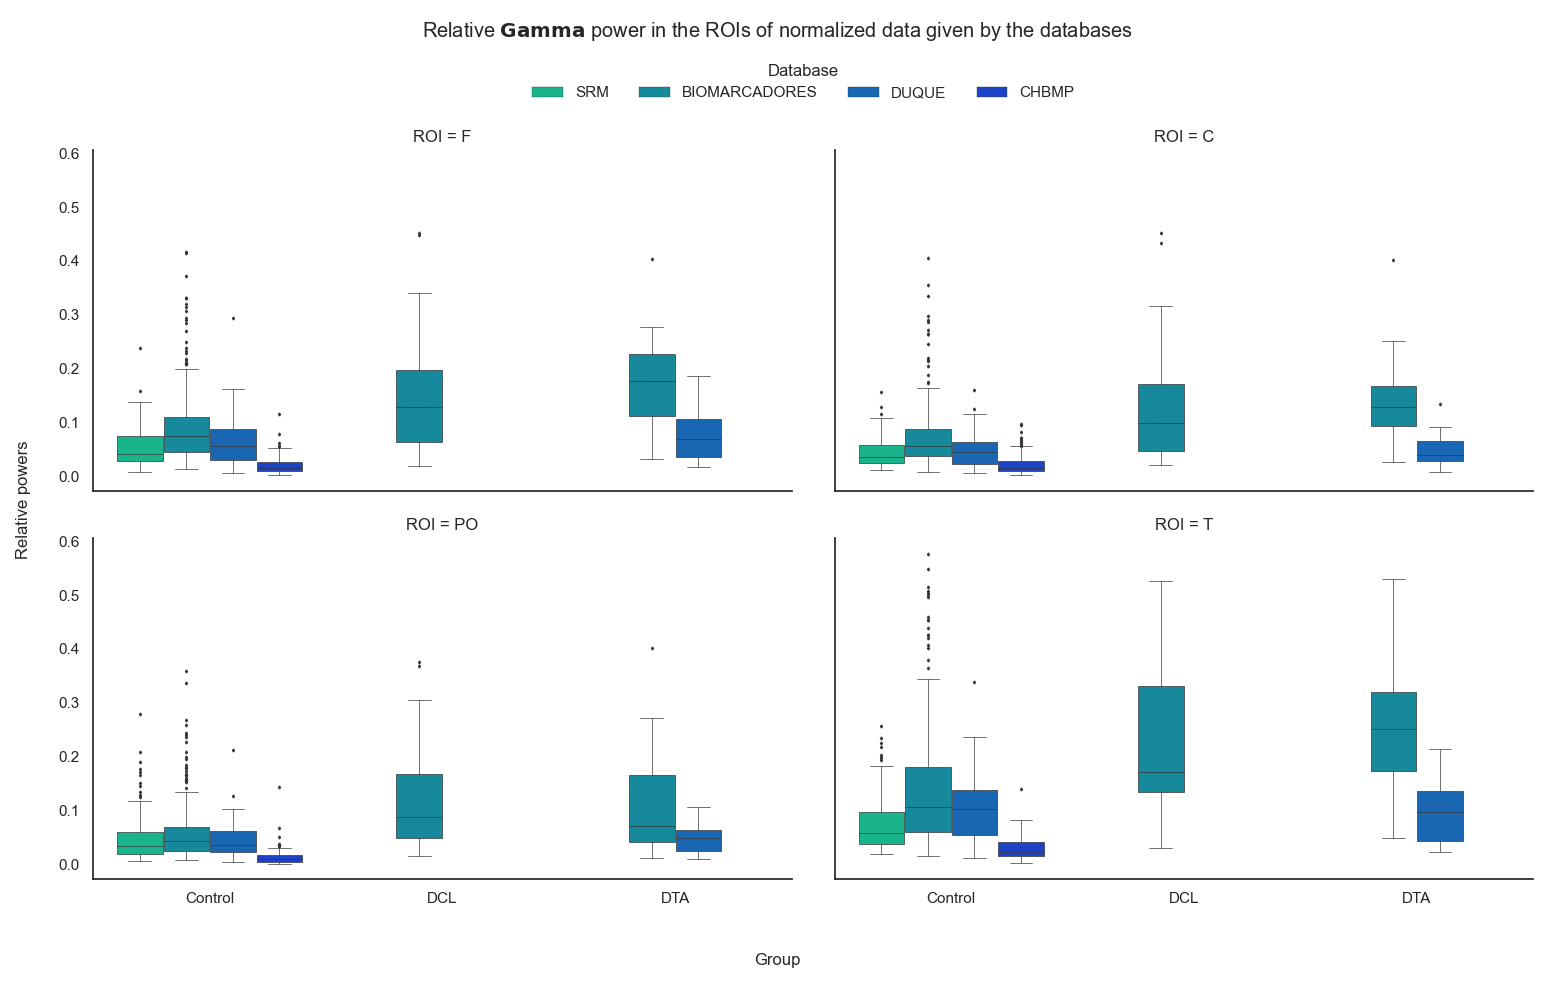 Relative Gamma power in the ROIs of normalized data given by the databases
Database
SRM BIOMARCADORES DUQUE CHBMP
ROI = F
ROI = C
0.6
0.5
0.4
0.3
0.2
0.1
0.0
Relative powers
ROI = PO
ROI = T
0.6
0.5
0.4
0.3
0.2
0.1
0.0
Control DCL DTA
Control DCL DTA
Group